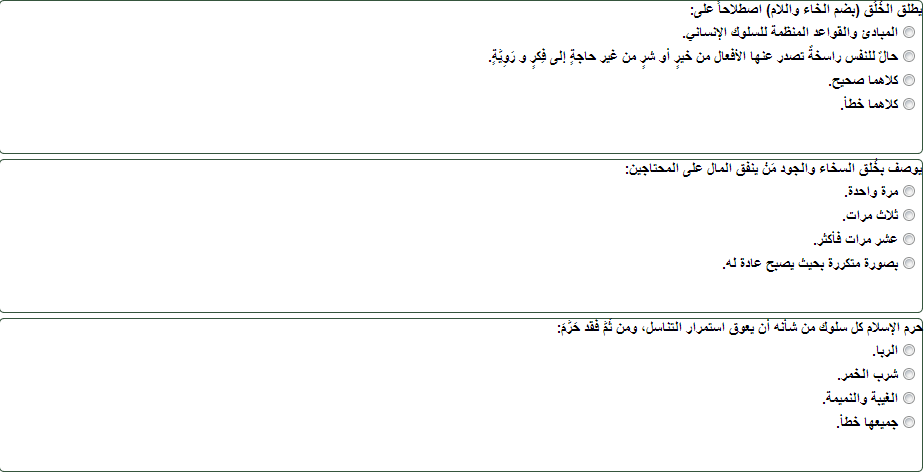 يطلق الخُلُق (بضم الخاء واللام) اصطلاحاً على:
المبادئ والقواعد المنظمة للسلوك الإنساني.
حالٌ للنفس راسخةٌ تصدر عنها الأفعال من خيرٍ أو شرٍ من غير حاجةٍ إلى فِكرٍ و رَوِيَّةٍ.
كلاهما صحيح.
كلاهما خطأ.
يوصف بخُلق السخاء والجود مَنْ ينفق المال على المحتاجين:
مرة واحدة.
ثلاث مرات.
عشر مرات فأكثر.
بصورة متكررة بحيث يصبح عادة له.
حرم الإسلام كل سلوك من شأنه أن يعوق استمرار التناسل، ومن ثَمَّ فقد حَرَّمَ:
الربا.
شرب الخمر.
الغيبة والنميمة.
جميعها خطأ.